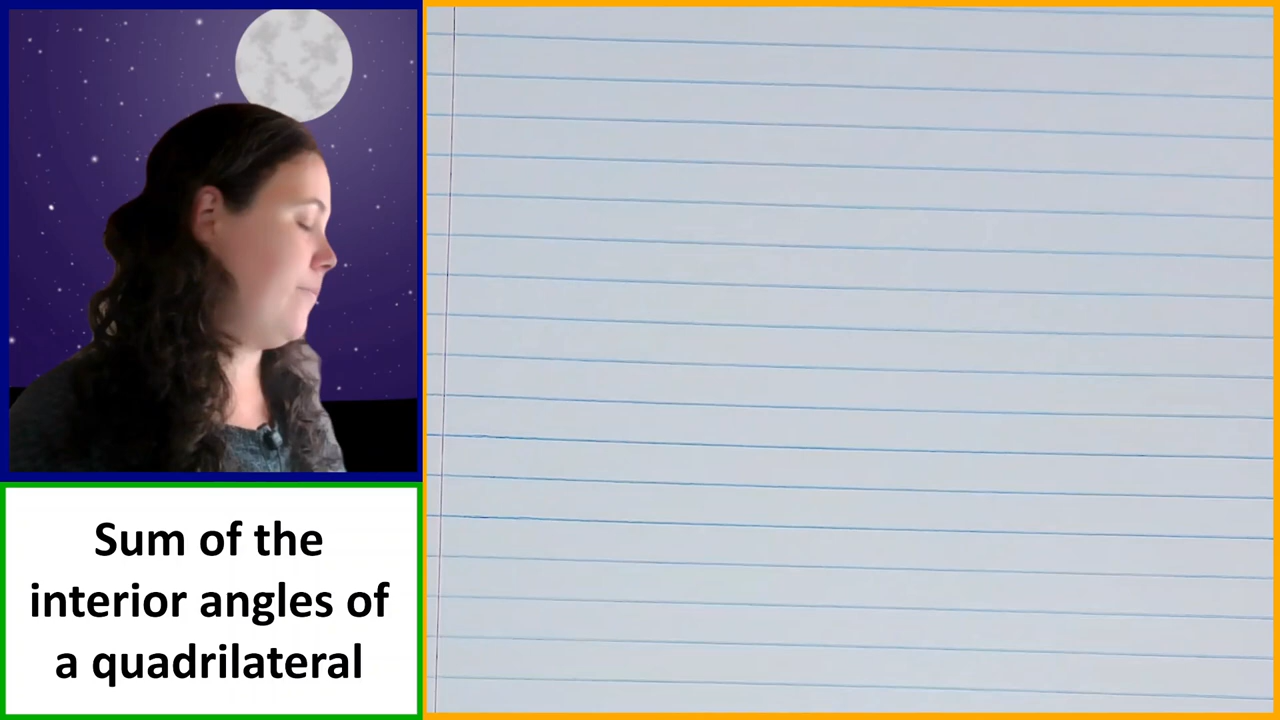 Sum of the
interior angles of
a quadrilateral